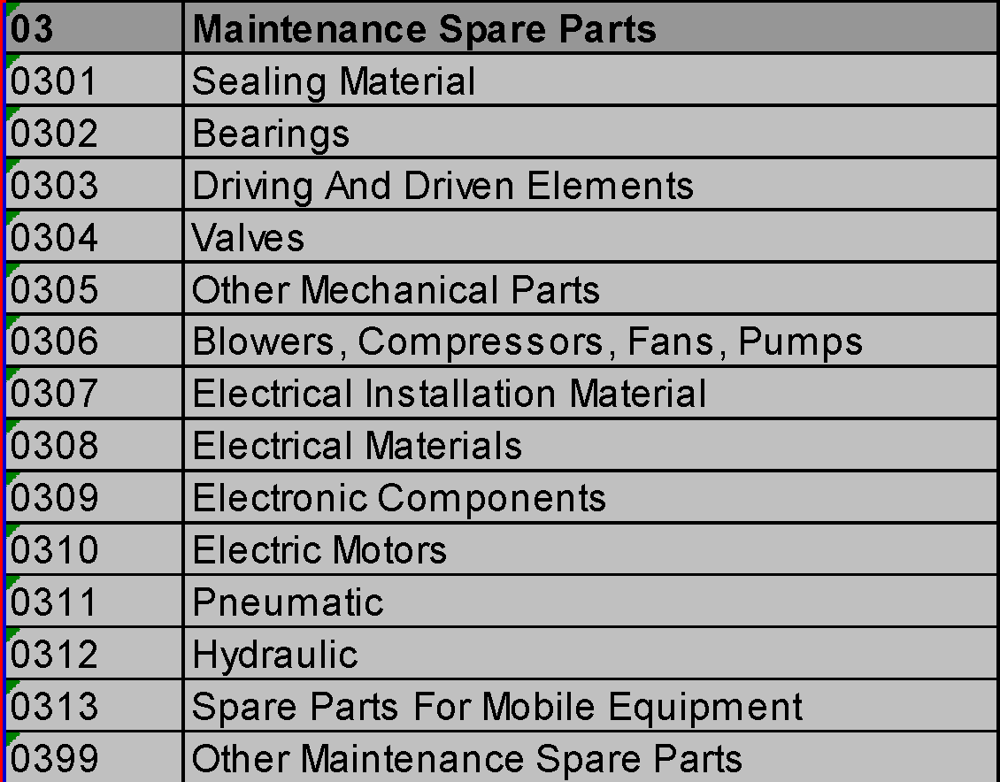 03 Maintenance Spare Parts
0301 Sealing Material
0302 Bearings
0303 Driving And Driven Elements
0304 Valves
0305 Other Mechanical Parts
0306 Blowers, Compressors, Fans, Pumps
0307 Electrical Installation Material
0308 Electrical Materials
0309 Electronic Components
0310 Electric Motors
0311 Pneumatic
0312 Hydraulic
0313 Spare Parts For Mobile Equipment
0399 Other Maintenance Spare Parts